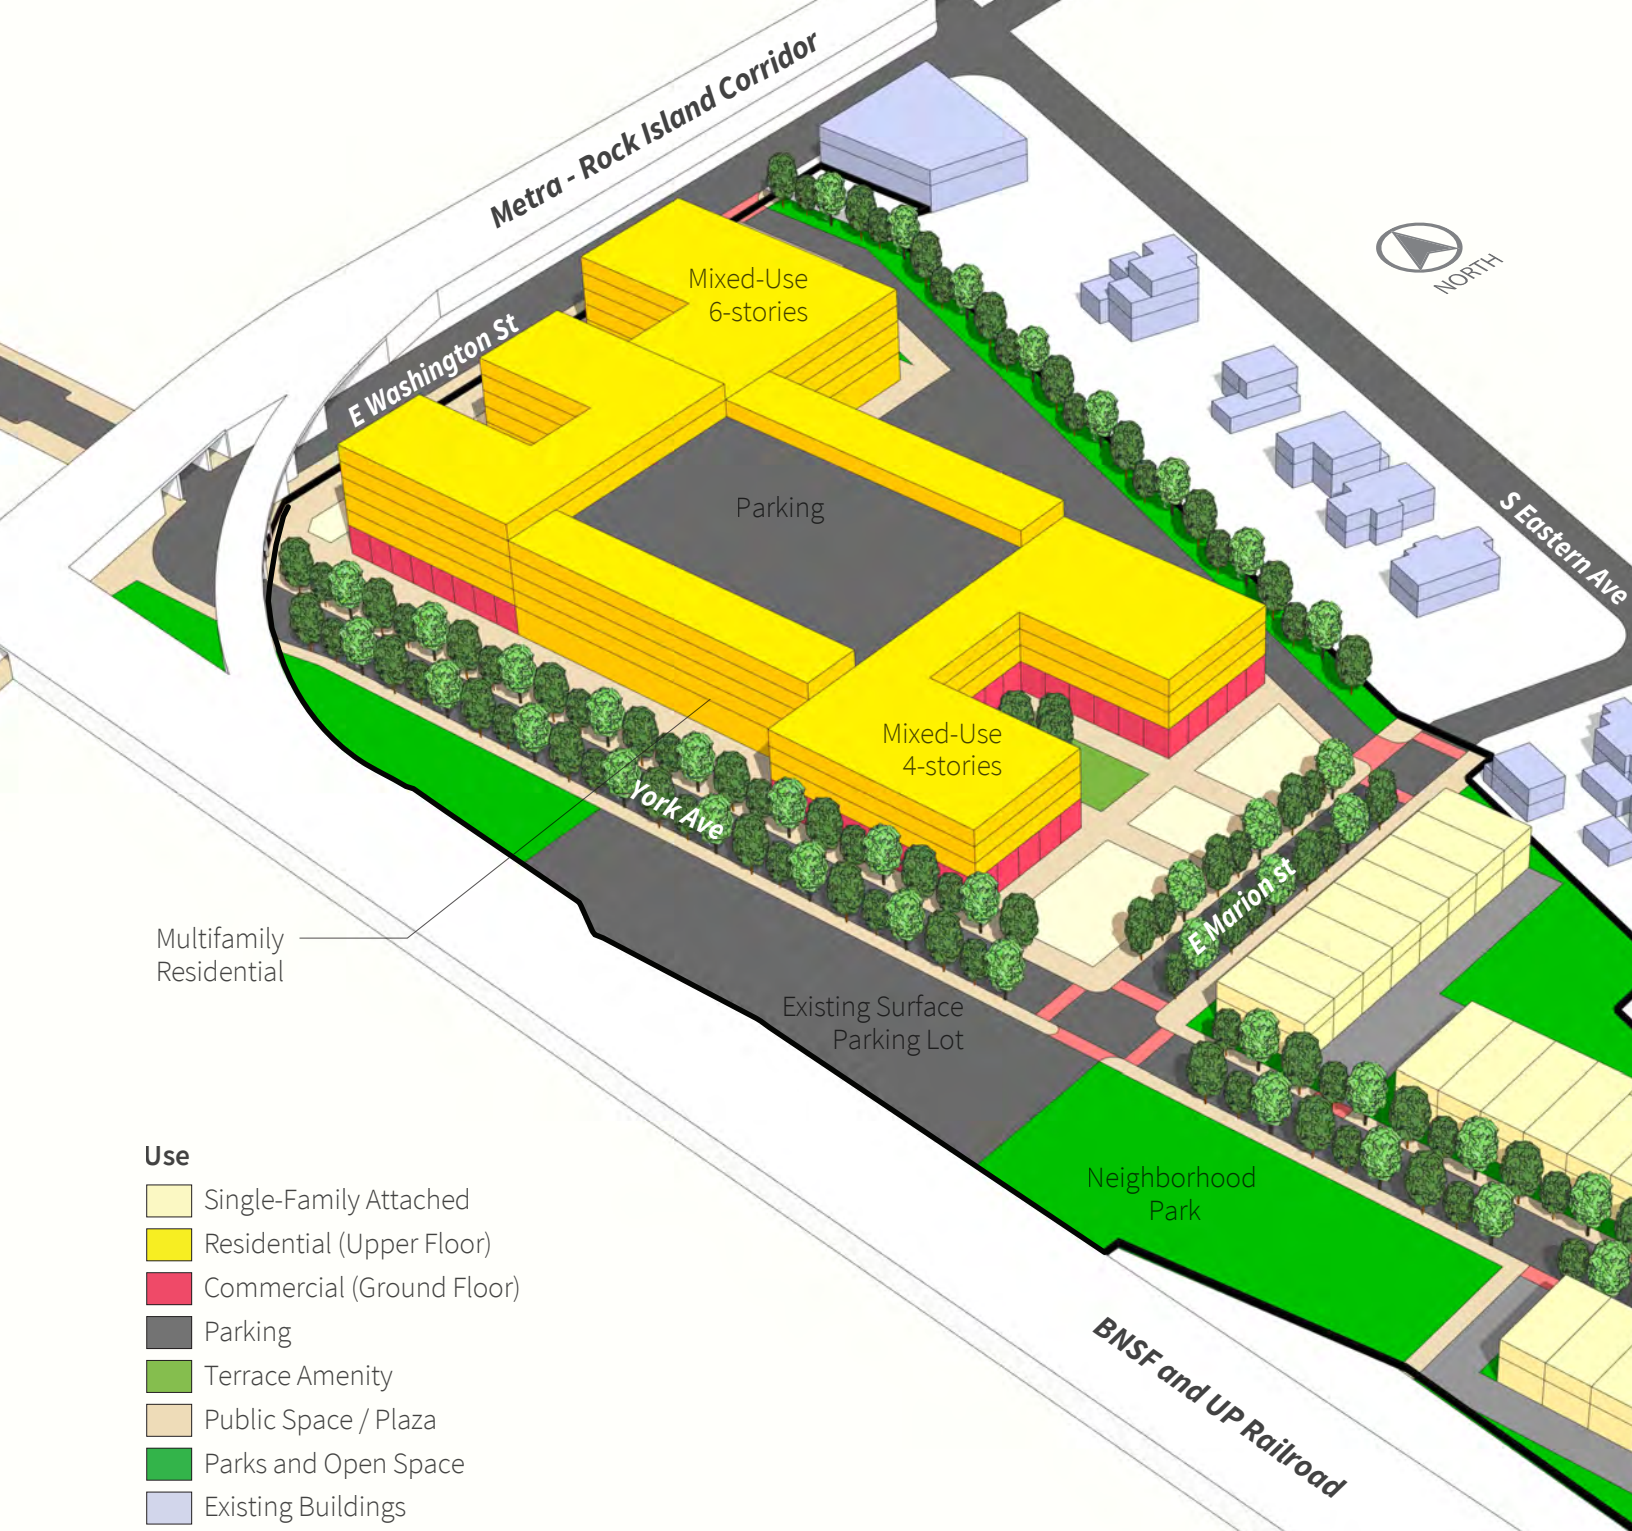 Metra - Rock Island Corridor
NORTH
Mixed-Use
6-stories
E Washington St
Parking
S Eastern Ave
Mixed-Use
4-stories
York Ave
E Marion st
Multifamily
Residential
Existing Surface
Parking Lot
Neighborhood
Park
BNSF and UP Railroad
Use
Single-Family Attached
Residential (Upper Floor)
Commercial (Ground Floor)
Parking
Terrace Amenity
Public Space / Plaza
Parks and Open Space
Existing Buildings